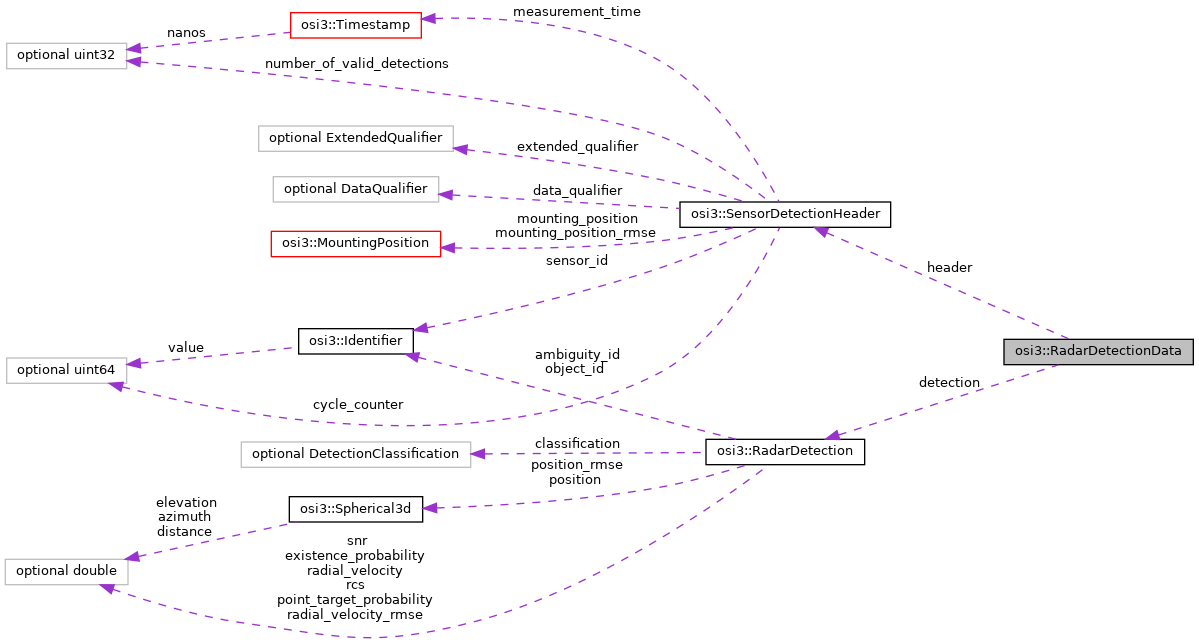 measurement_time
osi3::Timestamp
nanos
optional uint32
number_of_valid_detections
optional ExtendedQualifier
extended_qualifier
optional DataQualifier
data_qualifier
osi3::SensorDetectionHeader
mounting_position
mounting_position_rmse
osi3::MountingPosition
sensor_id
header
osi3::Identifier
value
optional uint64
ambiguity_id
object_id
osi3::RadarDetectionData
detection
cycle_counter
classification
optional DetectionClassification
osi3::RadarDetection
position_rmse
position
osi3::Spherical3d
elevation
azimuth
distance
optional double
snr
existence_probability
radial_velocity
rcs
point_target_probability
radial_velocity_rmse